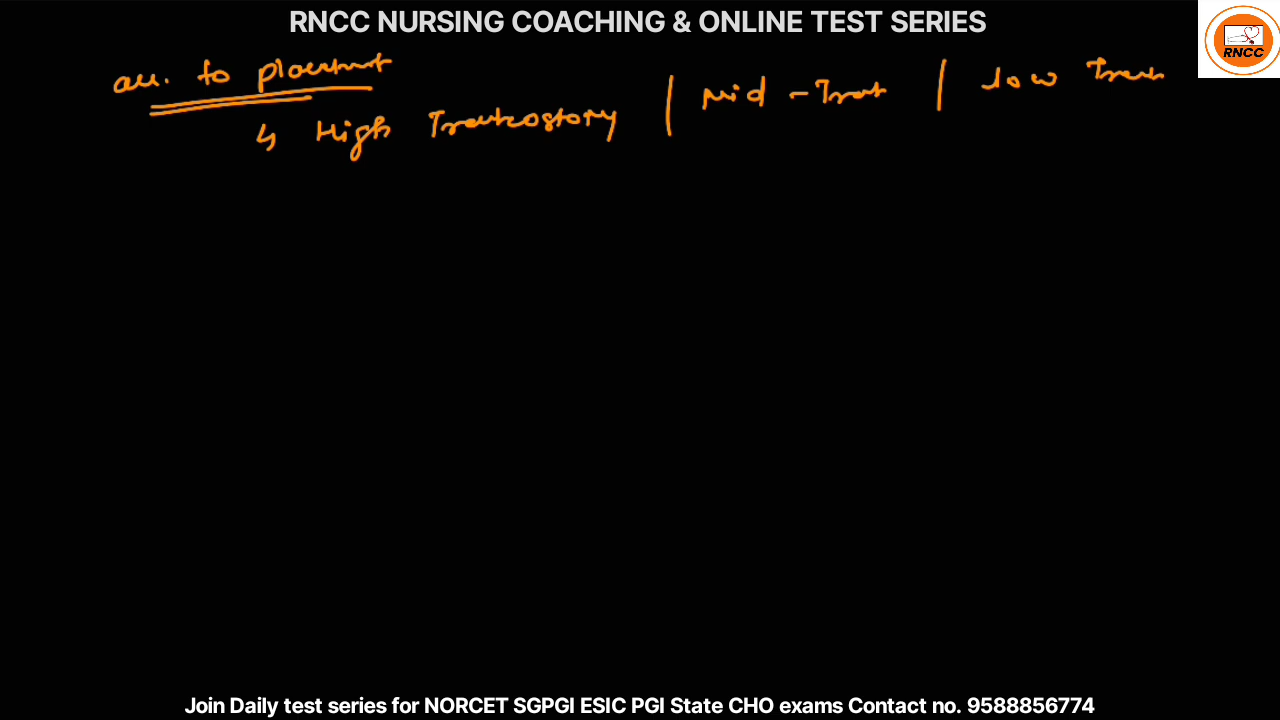 RNCC NURSING COACHING & ONLINE TEST SERIES
RNCC
acc. to placement
↳ High Tracheostomy | Mid - Trach | low Trach
Join Daily test series for NORCET SGPGI ESIC PGI State CHO exams Contact no. 9588856774